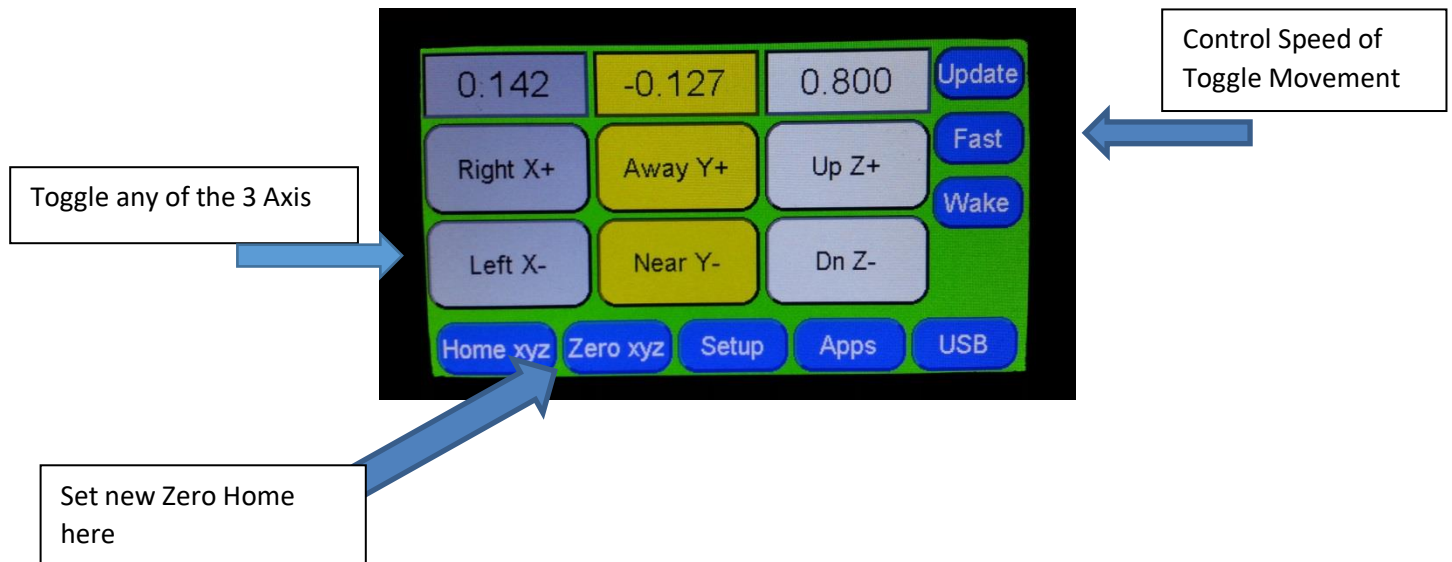 Control Speed of
Toggle Movement
0.142 -0.127 0.800 Update
Right X+ Away Y+ Up Z+ Fast
Wake
Toggle any of the 3 Axis
Left X- Near Y- Dn Z-
Home xyz Zero xyz Setup Apps USB
Set new Zero Home
here